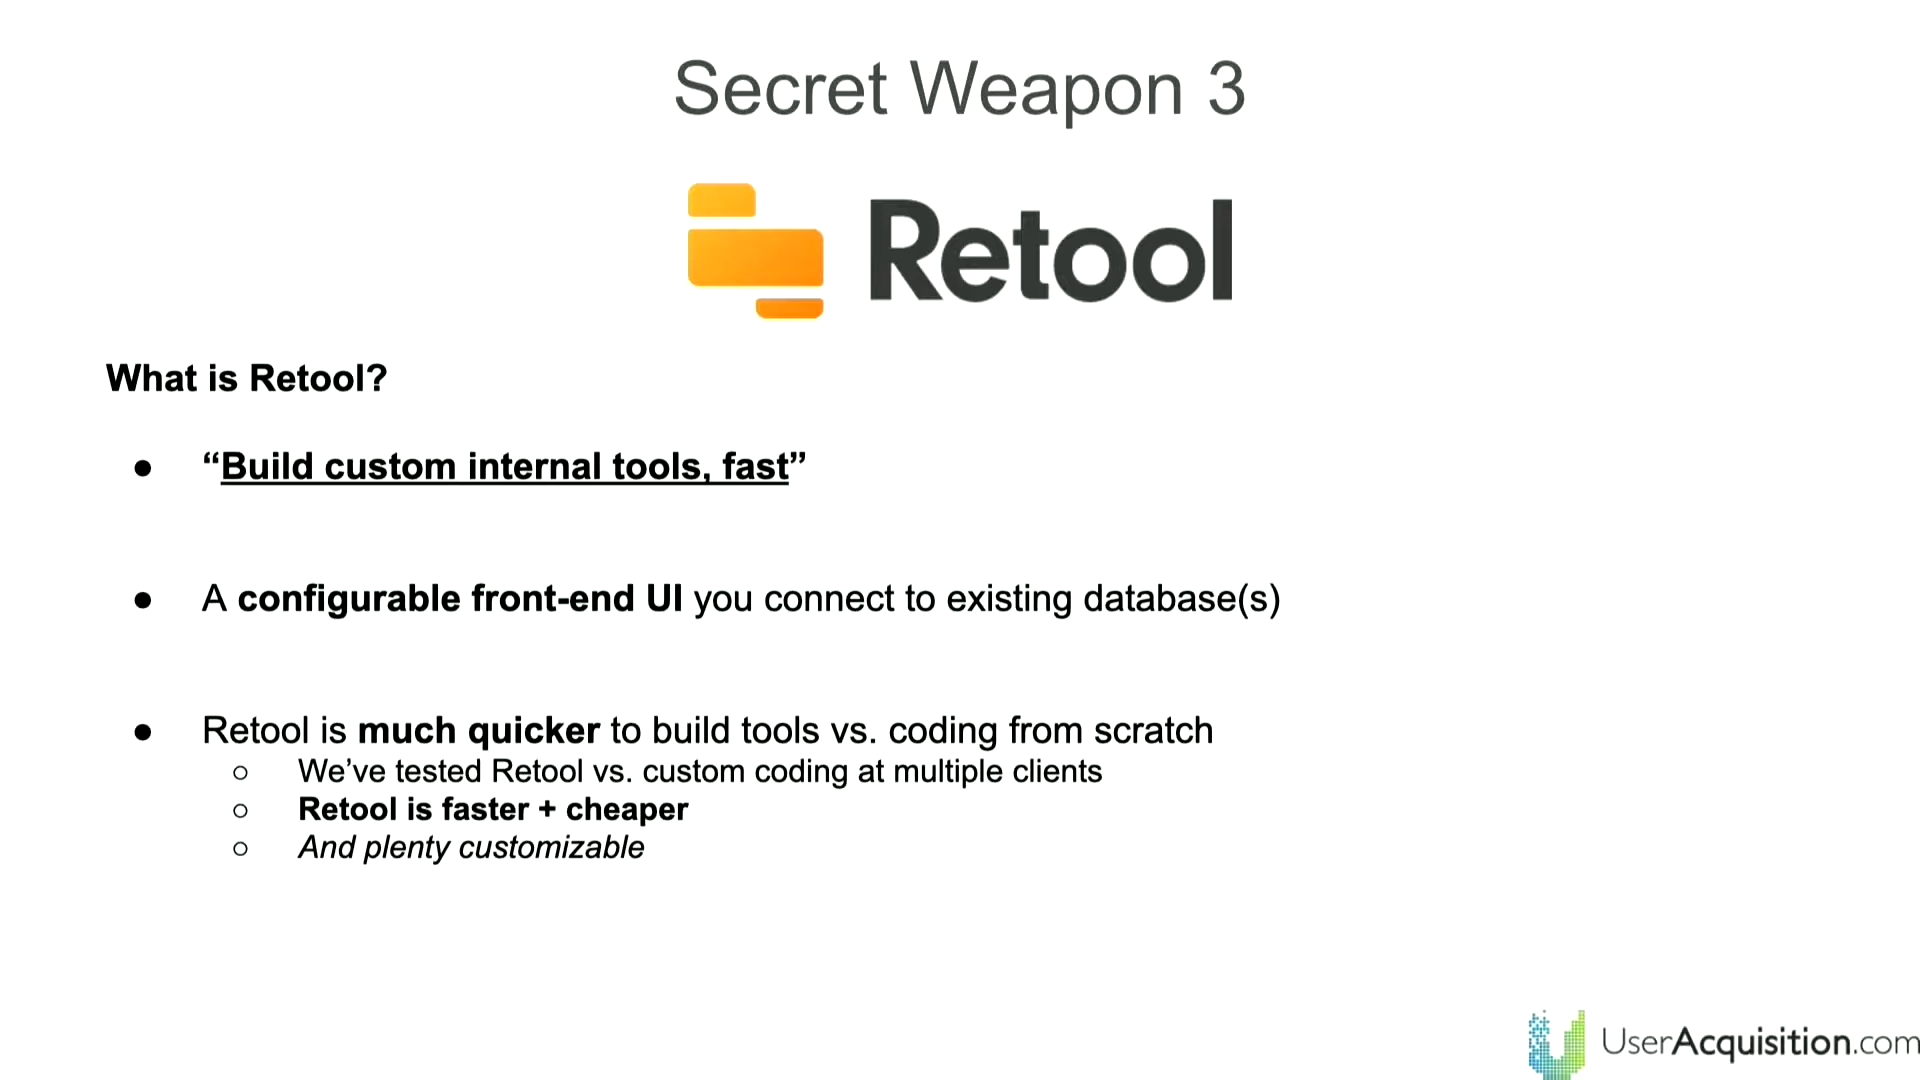 Secret Weapon 3
Retool
What is Retool?
● “Build custom internal tools, fast”
● A configurable front-end UI you connect to existing database(s)
● Retool is much quicker to build tools vs. coding from scratch
○ We’ve tested Retool vs. custom coding at multiple clients
○ Retool is faster + cheaper
○ And plenty customizable
UserAcquisition.com